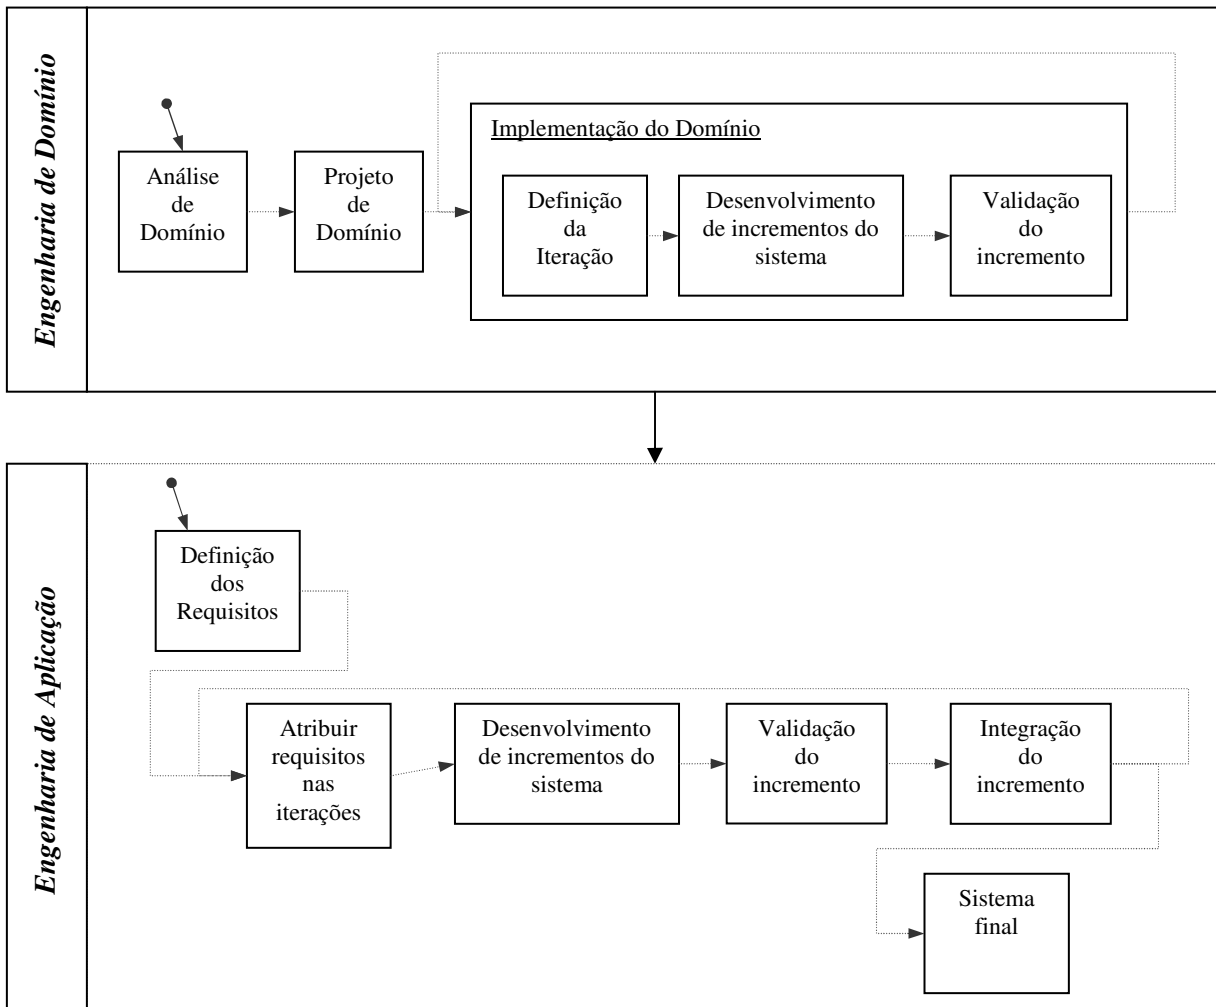 Engenharia de Domínio
Implementação do Domínio
Análise
de
Domínio
Projeto
de
Domínio
Definição
da
Iteração
Desenvolvimento
de incrementos do
sistema
Validação
do
incremento
Engenharia de Aplicação
Definição
dos
Requisitos
Atribuir
requisitos
nas
iterações
Desenvolvimento
de incrementos do
sistema
Validação
do
incremento
Integração
do
incremento
Sistema
final